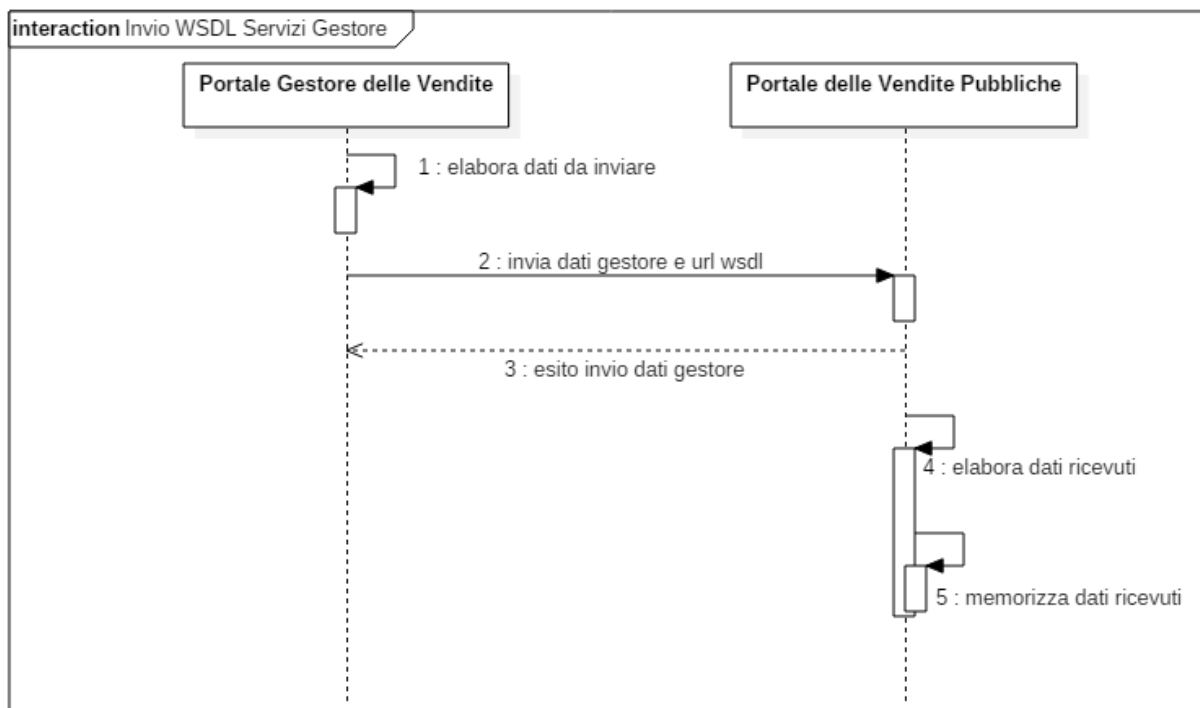 interaction Invio WSDL Servizi Gestore
Portale Gestore delle Vendite
Portale delle Vendite Pubbliche
1 : elabora dati da inviare
2 : invia dati gestore e url wsdl
3 : esito invio dati gestore
4 : elabora dati ricevuti
5 : memorizza dati ricevuti